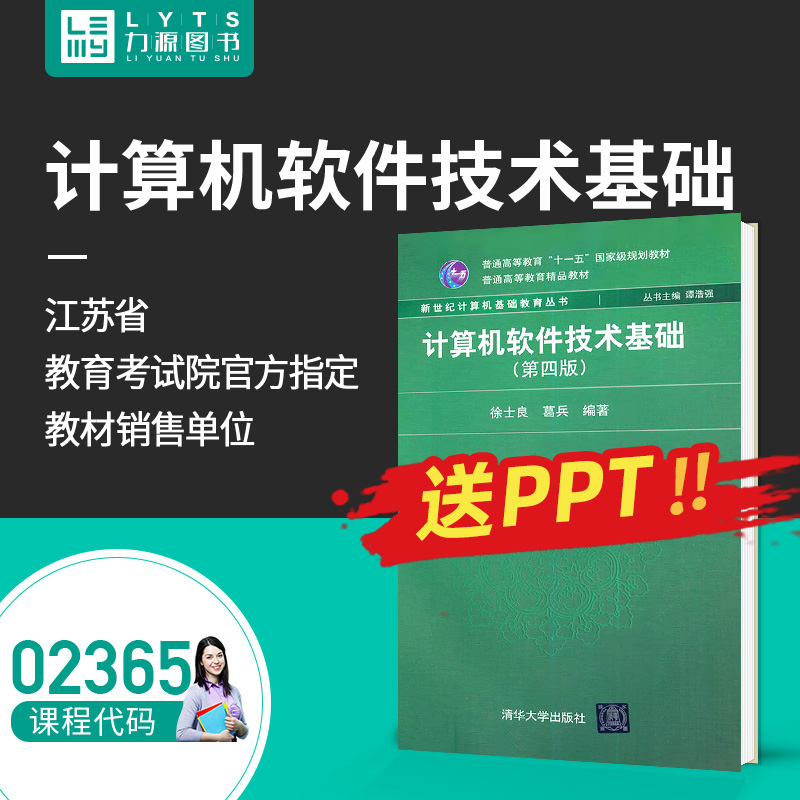 LEMY
LYTS
力源图书
LI YUAN TU SHU
计算机软件技术基础
江苏省
教育考试院官方指定
教材销售单位
普通高等教育“十一五”国家级规划教材
普通高等教育精品教材
新世纪计算机基础教育丛书
丛书主编 谭浩强
计算机软件技术基础
(第四版)
徐士良 葛兵 编著
送PPT!!
02365
课程代码
清华大学出版社